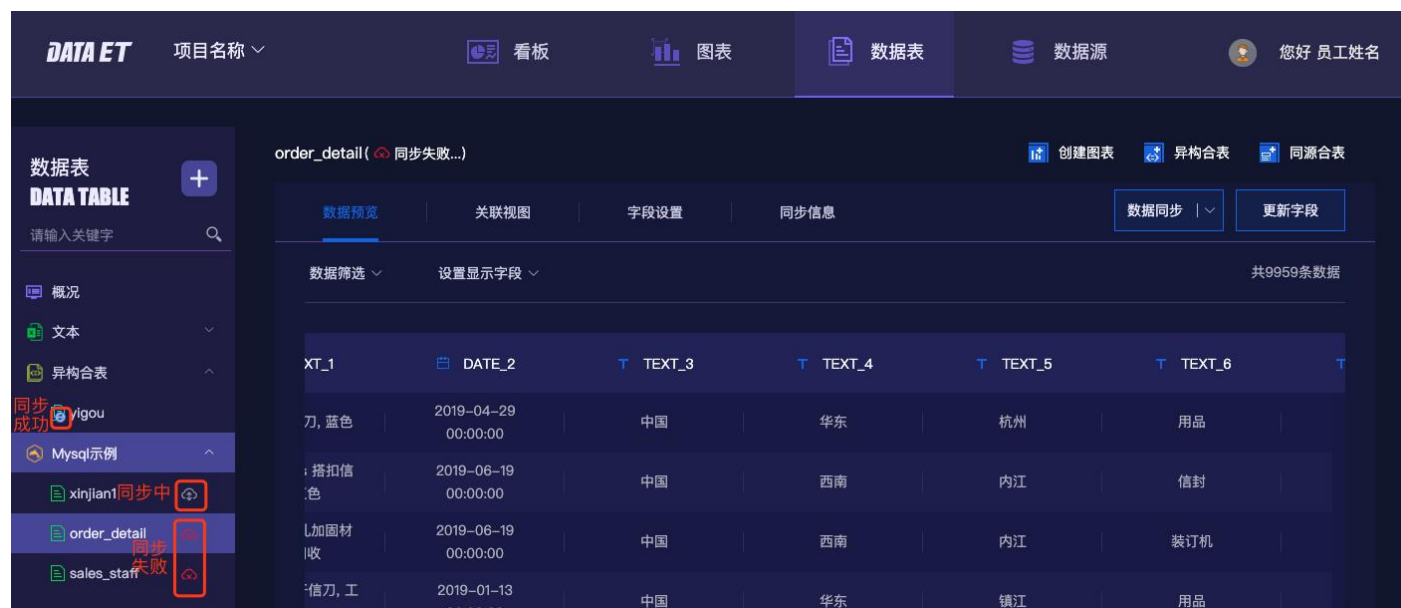 DATA ET
项目名称
看板
图表
数据表
数据源
您好 员工姓名
数据表
DATA TABLE
请输入关键字
概况
文本
异构合表
同步
成功
yigou
Mysql示例
xinjian1
同步中
order_detail
同步
失败
sales_staff
order_detail( 同步失败...)
创建图表
异构合表
同源合表
数据预览
关联视图
字段设置
同步信息
数据同步
更新字段
数据筛选
设置显示字段
共9959条数据
XT_1
DATE_2
TEXT_3
TEXT_4
TEXT_5
TEXT_6
刀, 蓝色
2019-04-29
00:00:00
中国
华东
杭州
用品
搭扣信
色
2019-06-19
00:00:00
中国
西南
内江
信封
加固材
收
2019-06-19
00:00:00
中国
西南
内江
装订机
信刀, 工
2019-01-13
中国
华东
镇江
用品